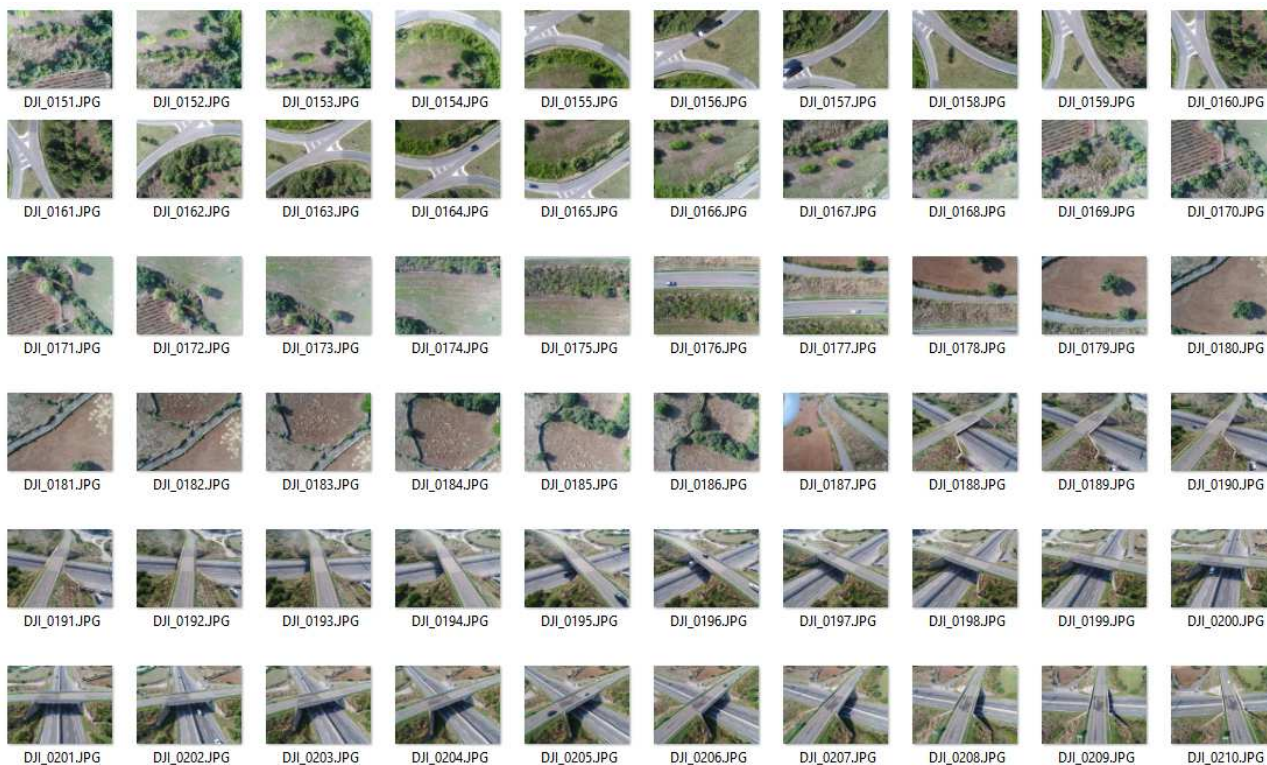 DJI_0151.JPG DJI_0152.JPG DJI_0153.JPG DJI_0154.JPG DJI_0155.JPG DJI_0156.JPG DJI_0157.JPG DJI_0158.JPG DJI_0159.JPG DJI_0160.JPG
DJI_0161.JPG DJI_0162.JPG DJI_0163.JPG DJI_0164.JPG DJI_0165.JPG DJI_0166.JPG DJI_0167.JPG DJI_0168.JPG DJI_0169.JPG DJI_0170.JPG
DJI_0171.JPG DJI_0172.JPG DJI_0173.JPG DJI_0174.JPG DJI_0175.JPG DJI_0176.JPG DJI_0177.JPG DJI_0178.JPG DJI_0179.JPG DJI_0180.JPG
DJI_0181.JPG DJI_0182.JPG DJI_0183.JPG DJI_0184.JPG DJI_0185.JPG DJI_0186.JPG DJI_0187.JPG DJI_0188.JPG DJI_0189.JPG DJI_0190.JPG
DJI_0191.JPG DJI_0192.JPG DJI_0193.JPG DJI_0194.JPG DJI_0195.JPG DJI_0196.JPG DJI_0197.JPG DJI_0198.JPG DJI_0199.JPG DJI_0200.JPG
DJI_0201.JPG DJI_0202.JPG DJI_0203.JPG DJI_0204.JPG DJI_0205.JPG DJI_0206.JPG DJI_0207.JPG DJI_0208.JPG DJI_0209.JPG DJI_0210.JPG